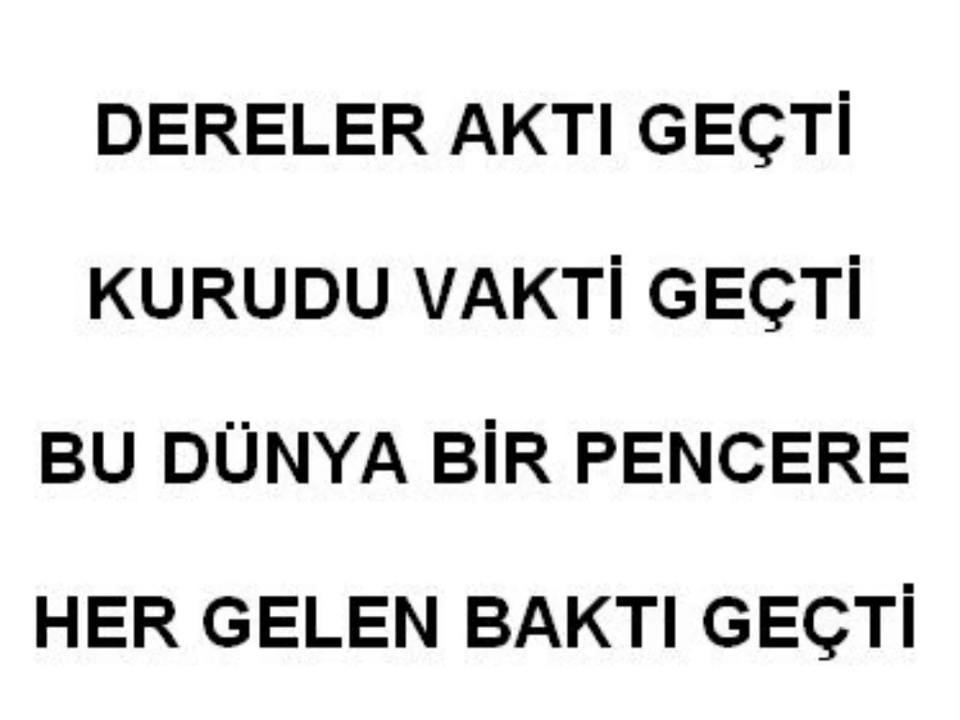 DERELER AKTI GEÇTİ
KURUDU VAKTİ GEÇTİ
BU DÜNYA BİR PENCERE
HER GELEN BAKTI GEÇTİ